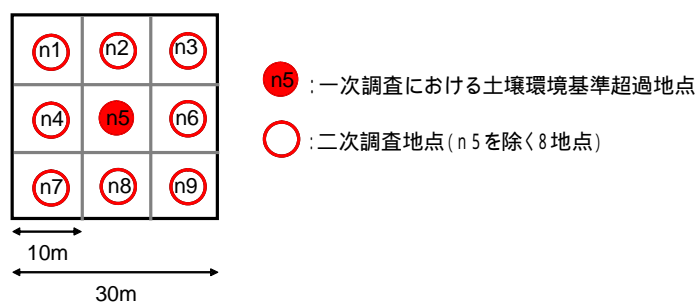 n1 n2 n3
n4 n5 n6
n7 n8 n9
n5 :一次調査における土壌環境基準超過地点
:二次調査地点(n5を除く8地点)
10m
30m